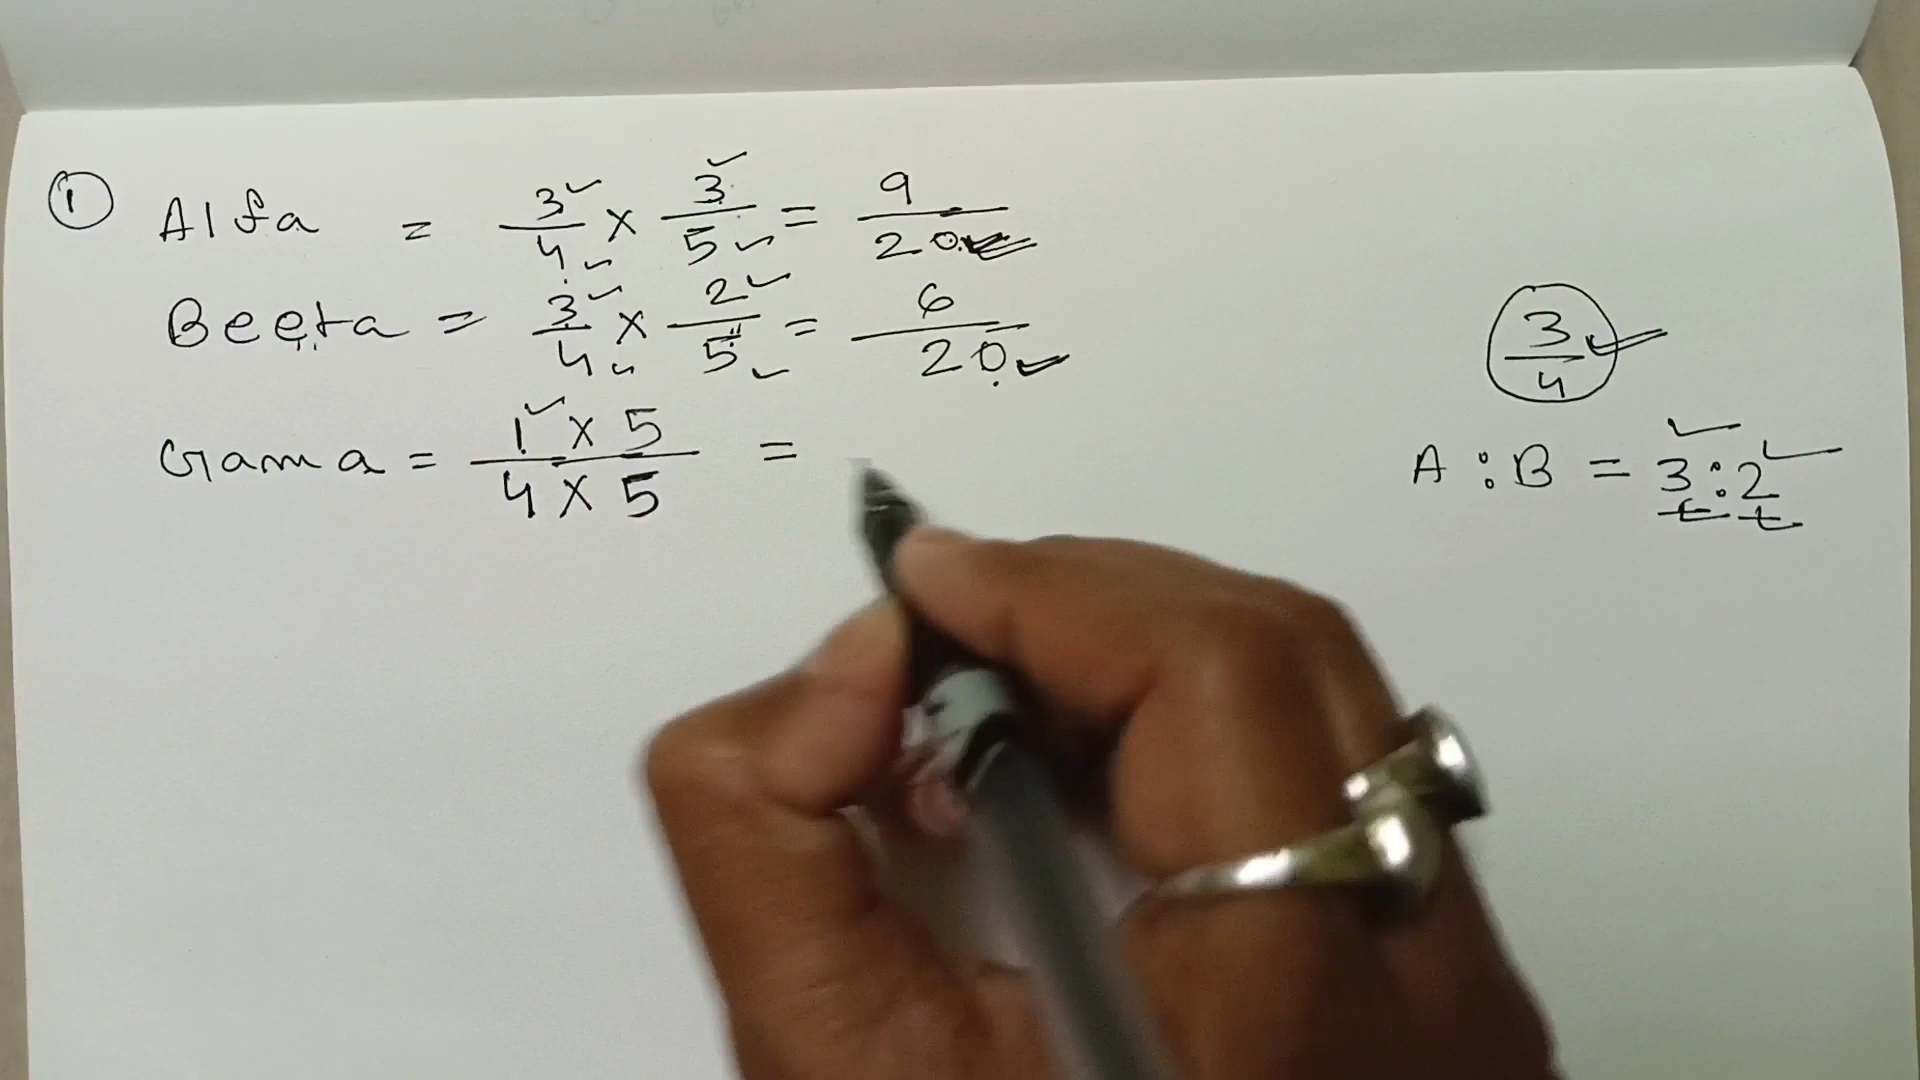 ① Alfa = 3/4 × 3/5 = 9/20
Beeta = 3/4 × 2/5 = 6/20
Gama = 1 × 5 / 4 × 5 =
3/4
A : B = 3 : 2